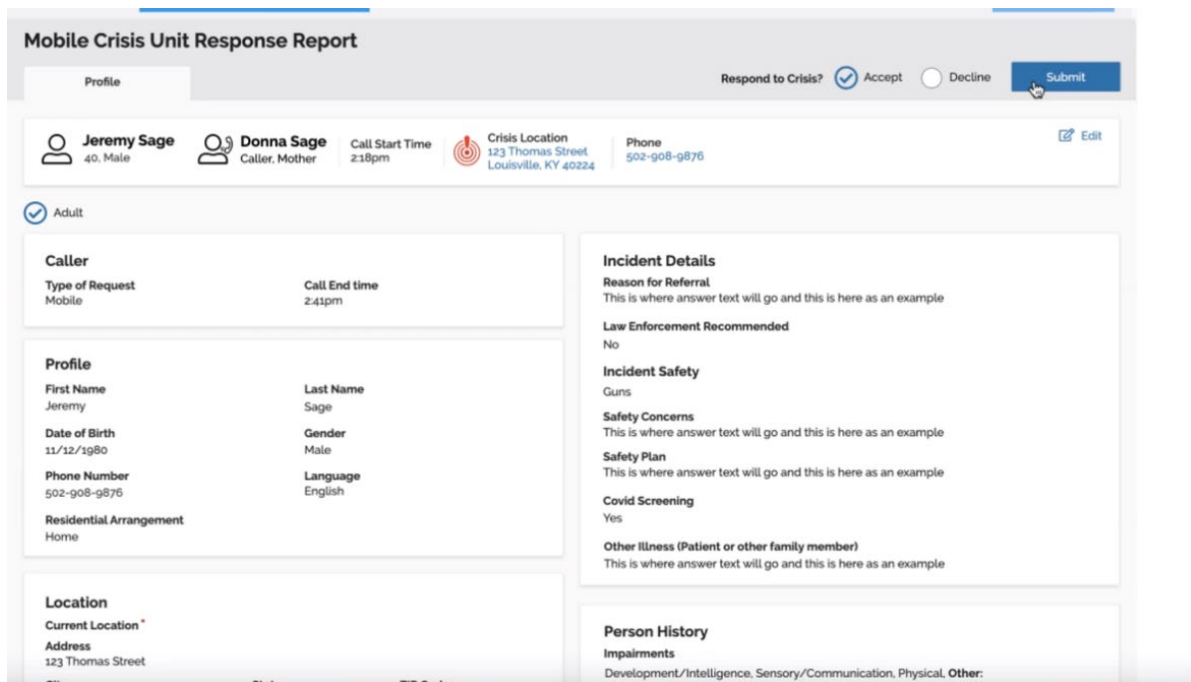 Mobile Crisis Unit Response Report
Profile
Respond to Crisis? Accept Decline Submit
Jeremy Sage
40, Male
Donna Sage
Caller, Mother
Call Start Time
2:18pm
Crisis Location
123 Thomas Street
Louisville, KY 40224
Phone
502-908-9876
Edit
Adult
Caller
Type of Request
Mobile
Call End time
2:41pm
Profile
First Name
Jeremy
Last Name
Sage
Date of Birth
11/12/1980
Gender
Male
Phone Number
502-908-9876
Language
English
Residential Arrangement
Home
Location
Current Location *
Address
123 Thomas Street
Incident Details
Reason for Referral
This is where answer text will go and this is here as an example
Law Enforcement Recommended
No
Incident Safety
Guns
Safety Concerns
This is where answer text will go and this is here as an example
Safety Plan
This is where answer text will go and this is here as an example
Covid Screening
Yes
Other Illness (Patient or other family member)
This is where answer text will go and this is here as an example
Person History
Impairments
Development/Intelligence, Sensory/Communication, Physical, Other: